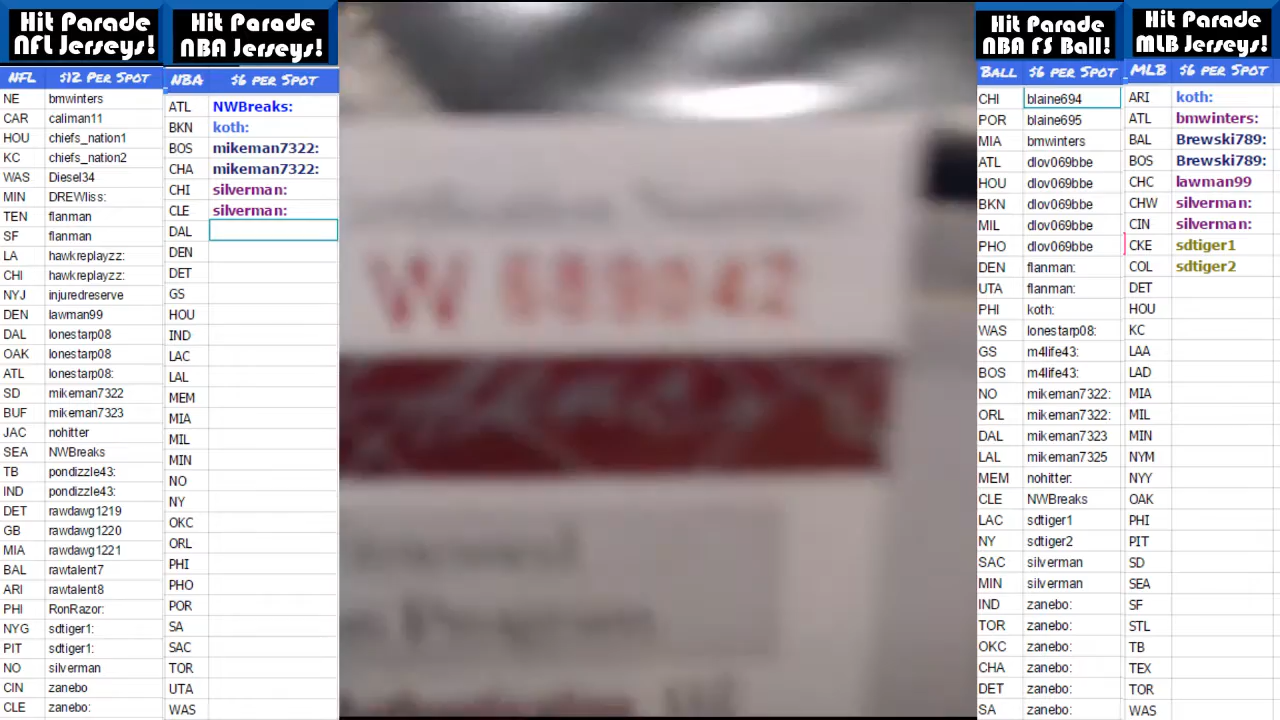 Hit Parade
NFL Jerseys!
NFL $12 Per Spot
NE bmwinters
CAR caliman11
HOU chiefs_nation1
KC chiefs_nation2
WAS Diesel34
MIN DREWliss:
TEN flanman
SF flanman
LA hawkreplayzz:
CHI hawkreplayzz:
NYJ injuredreserve
DEN lawman99
DAL lonestarp08
OAK lonestarp08
ATL lonestarp08:
SD mikeman7322
BUF mikeman7323
JAC nohitter
SEA NWBreaks
TB pondizzle43:
IND pondizzle43:
DET rawdawg1219
GB rawdawg1220
MIA rawdawg1221
BAL rawtalent7
ARI rawtalent8
PHI RonRazor:
NYG sdtiger1:
PIT sdtiger1:
NO silverman
CIN zanebo
CLE zanebo:
Hit Parade
NBA Jerseys!
NBA $6 per Spot
ATL NWBreaks:
BKN koth:
BOS mikeman7322:
CHA mikeman7322:
CHI silverman:
CLE silverman:
DAL
DEN
DET
GS
HOU
IND
LAC
LAL
MEM
MIA
MIL
MIN
NO
NY
OKC
ORL
PHI
PHO
POR
SA
SAC
TOR
UTA
WAS
W 689042
Program
Hit Parade
NBA FS Ball!
Ball $6 per Spot
CHI blaine694
POR blaine695
MIA bmwinters
ATL dlov069bbe
HOU dlov069bbe
BKN dlov069bbe
MIL dlov069bbe
PHO dlov069bbe
DEN flanman:
UTA flanman:
PHI koth:
WAS lonestarp08:
GS m4life43:
BOS m4life43:
NO mikeman7322:
ORL mikeman7322:
DAL mikeman7323
LAL mikeman7325
MEM nohitter:
CLE NWBreaks
LAC sdtiger1
NY sdtiger2
SAC silverman
MIN silverman
IND zanebo:
TOR zanebo:
OKC zanebo:
CHA zanebo:
DET zanebo:
SA zanebo:
Hit Parade
MLB Jerseys!
MLB $6 per Spot
ARI koth:
ATL bmwinters:
BAL Brewski789:
BOS Brewski789:
CHC lawman99
CHW silverman:
CIN silverman:
CKE sdtiger1
COL sdtiger2
DET
HOU
KC
LAA
LAD
MIA
MIL
MIN
NYM
NYY
OAK
PHI
PIT
SD
SEA
SF
STL
TB
TEX
TOR
WAS